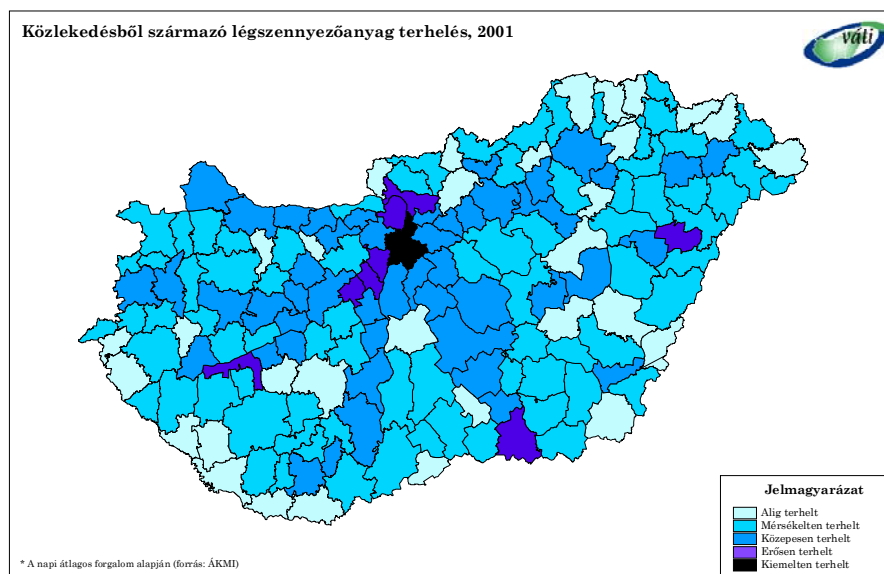 Közlekedésből származó légszennyezőanyag terhelés, 2001
váti
Jelmagyarázat
Alig terhelt
Mérsékelten terhelt
Közepesen terhelt
Erősen terhelt
Kiemelten terhelt
* A napi átlagos forgalom alapján (forrás: ÁKMI)